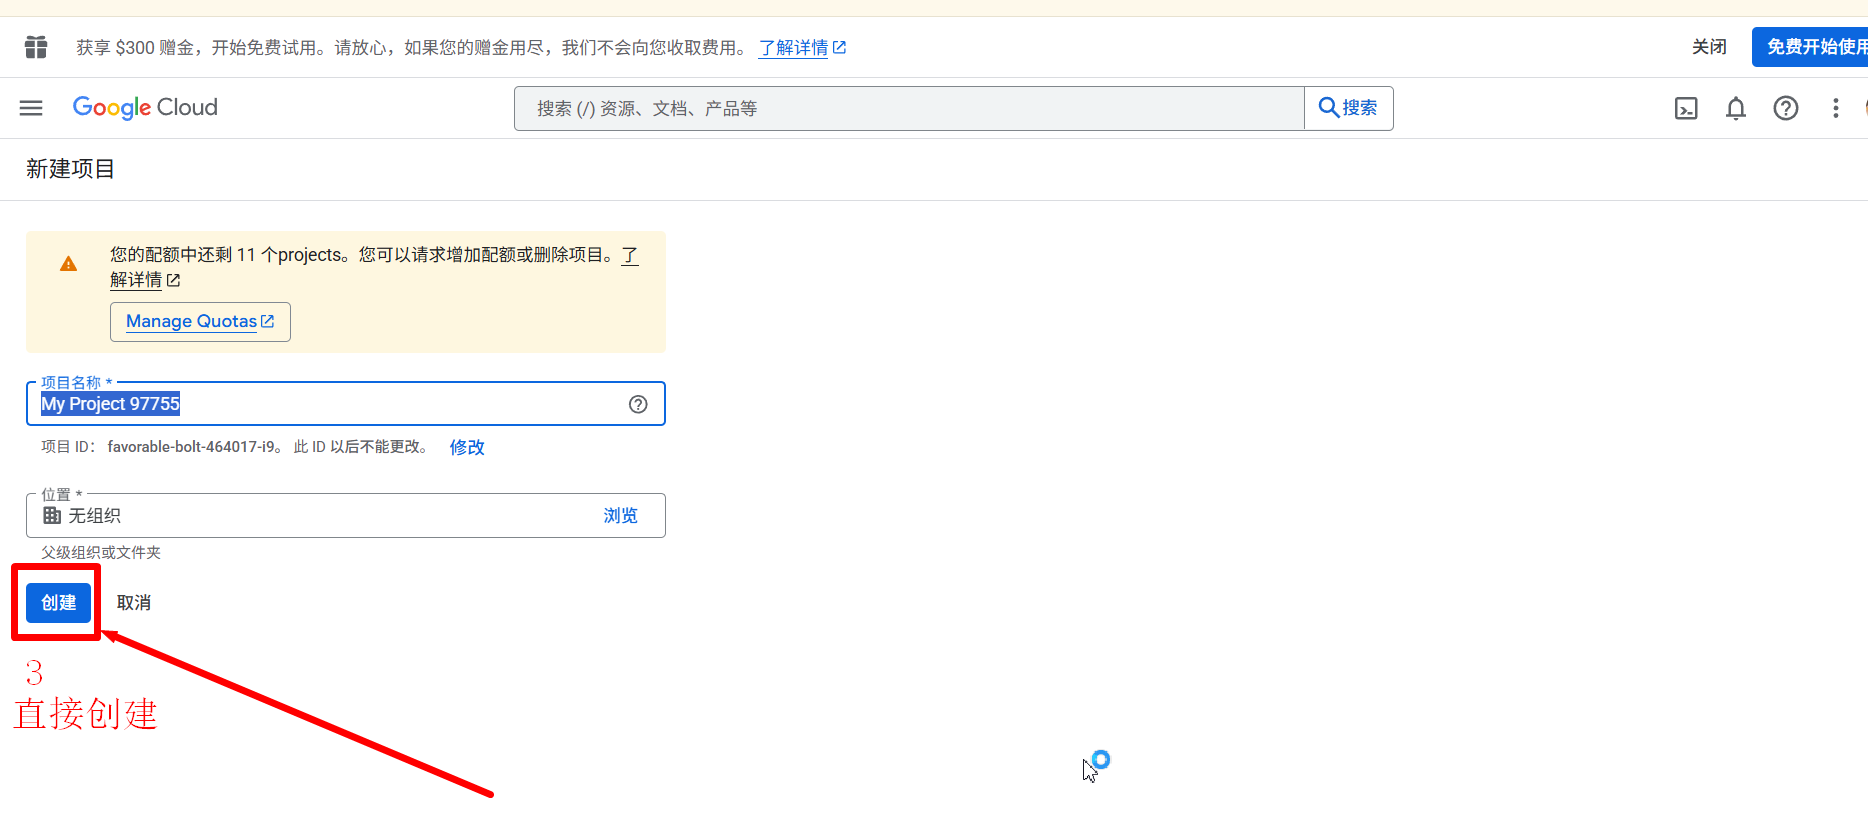 获享 $300 赠金，开始免费试用。请放心，如果您的赠金用尽，我们不会向您收取费用。 了解详情
关闭
免费开始使用
Google Cloud
搜索 (/) 资源、文档、产品等
搜索
新建项目
您的配额中还剩 11 个projects。您可以请求增加配额或删除项目。了
解详情
Manage Quotas
项目名称 *
My Project 97755
项目 ID： favorable-bolt-464017-i9。 此 ID 以后不能更改。 修改
位置 *
无组织
浏览
父级组织或文件夹
创建
取消
3
直接创建